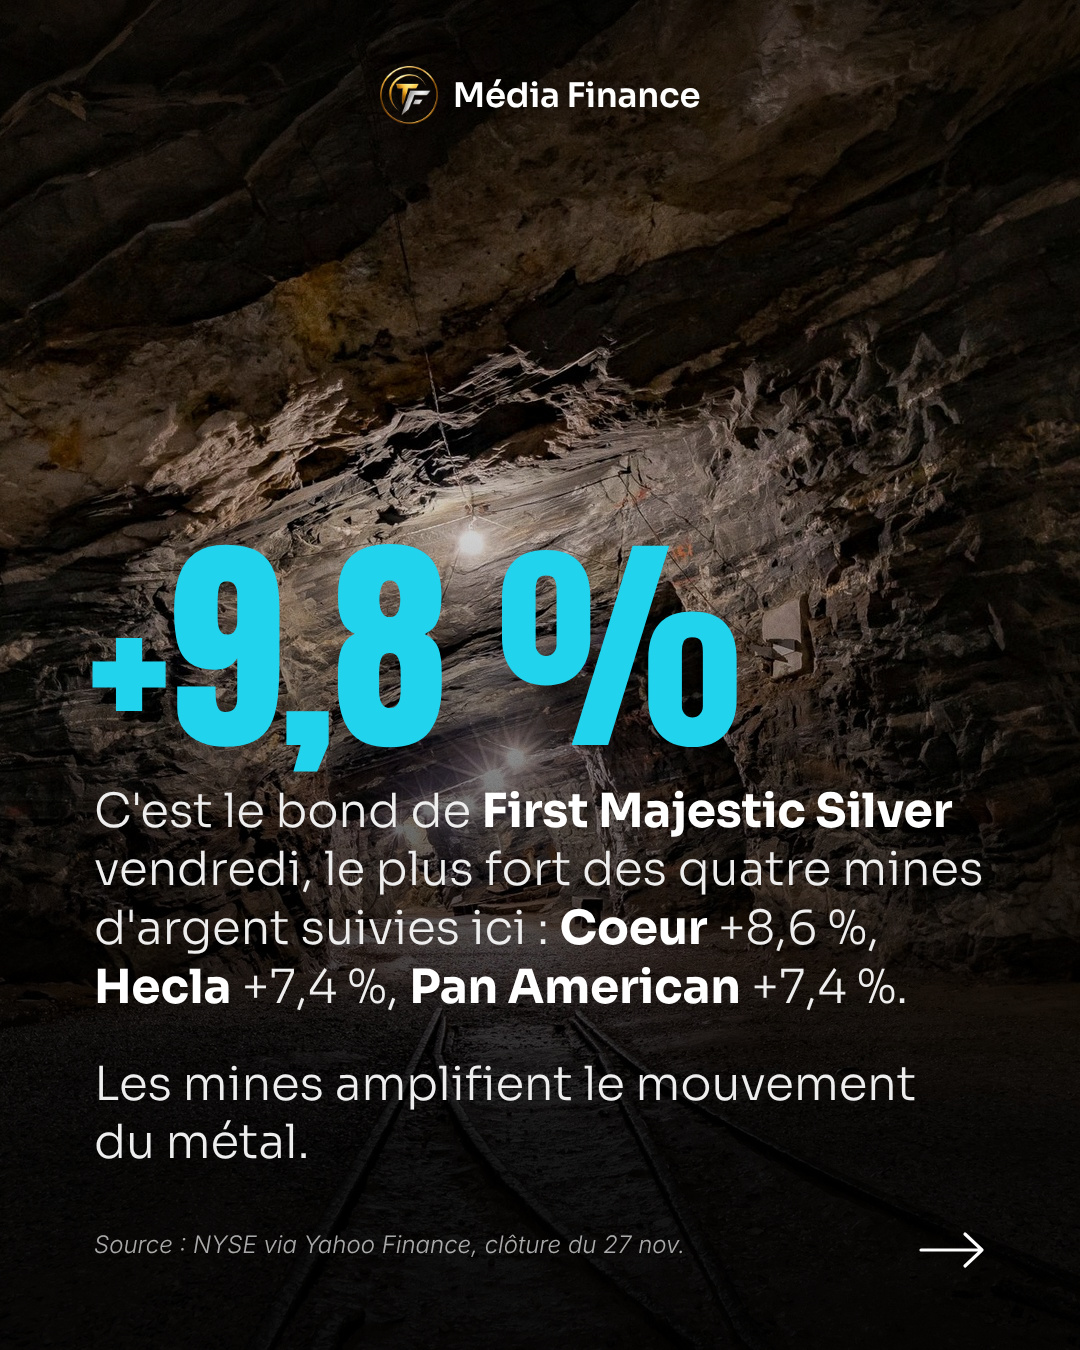 TF Média Finance
+9,8 %
C'est le bond de First Majestic Silver
vendredi, le plus fort des quatre mines
d'argent suivies ici : Coeur +8,6 %,
Hecla +7,4 %, Pan American +7,4 %.
Les mines amplifient le mouvement
du métal.
Source : NYSE via Yahoo Finance, clôture du 27 nov.